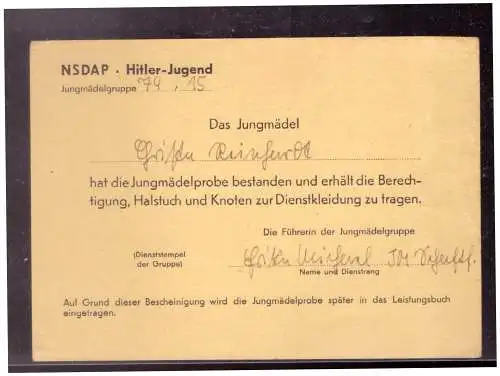 NSDAP · Hitler-Jugend
Jungmädelgruppe 74 . 15
Das Jungmädel
Christa Reinhardt
hat die Jungmädelprobe bestanden und erhält die Berech-
tigung, Halstuch und Knoten zur Dienstkleidung zu tragen.
Die Führerin der Jungmädelgruppe
(Dienststempel
der Gruppe)
Name und Dienstrang
Auf Grund dieser Bescheinigung wird die Jungmädelprobe später in das Leistungsbuch
eingetragen.